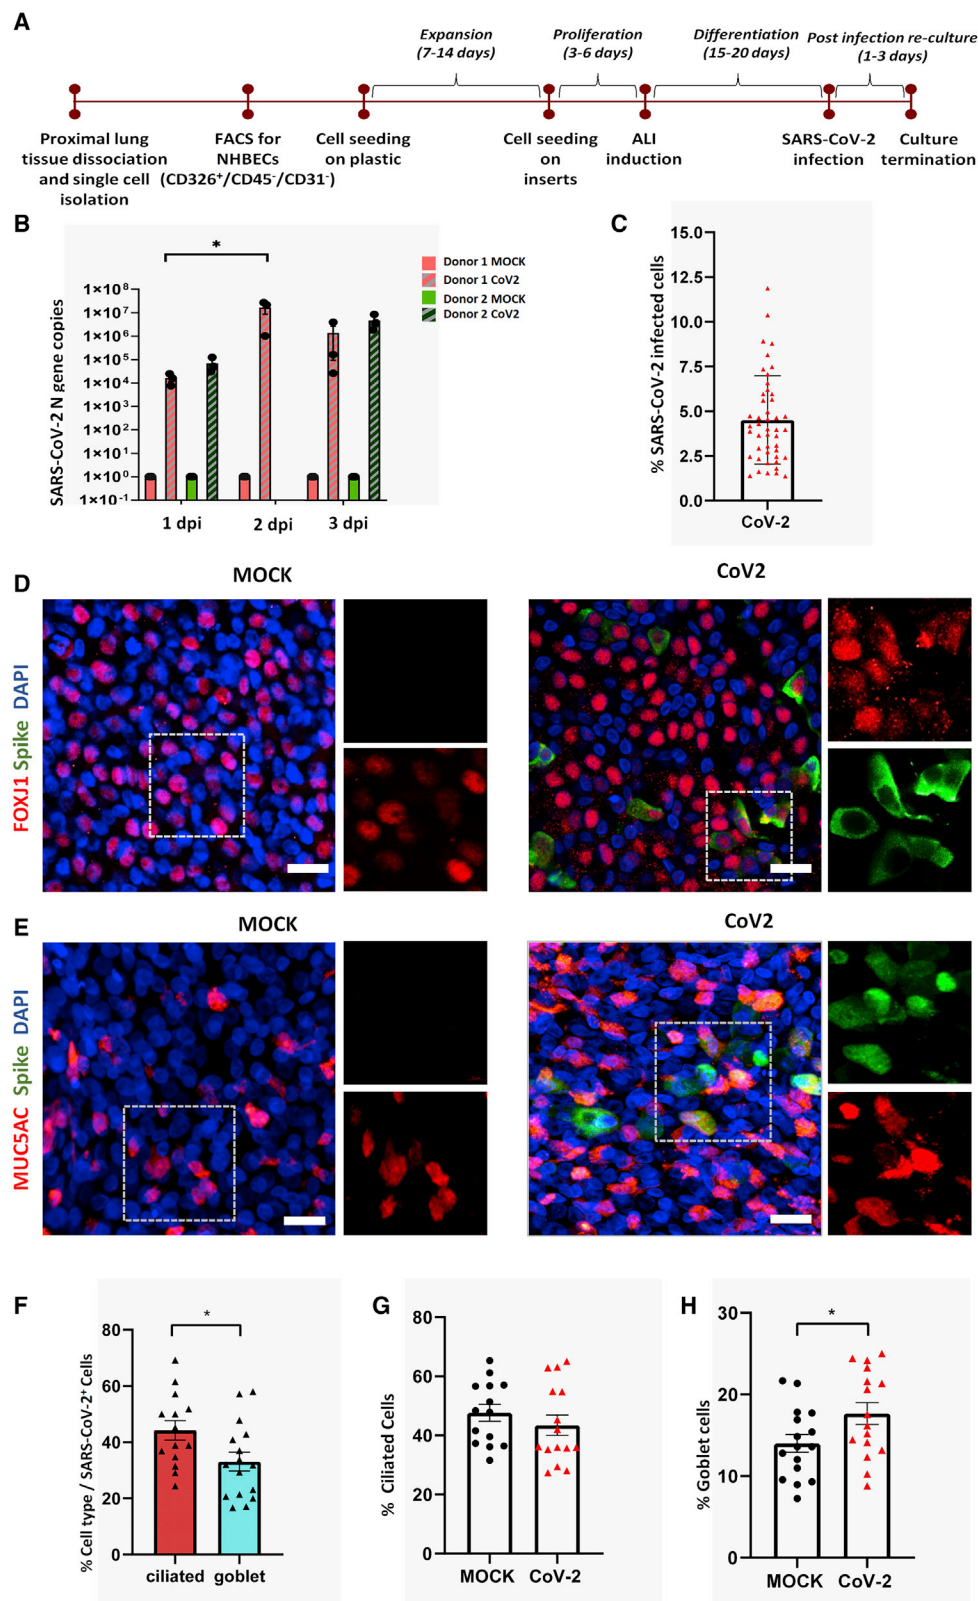 A
Expansion
(7-14 days)
Proliferation
(3-6 days)
Differentiation
(15-20 days)
Post infection re-culture
(1-3 days)
Proximal lung
tissue dissociation
and single cell
isolation
FACS for
NHBECs
(CD326⁺/CD45⁻/CD31⁻)
Cell seeding
on plastic
Cell seeding
on
inserts
ALI
induction
SARS-CoV-2
infection
Culture
termination
B
*
SARS-CoV-2 N gene copies
1×10⁸
1×10⁷
1×10⁶
1×10⁵
1×10⁴
1×10³
1×10²
1×10¹
1×10⁰
1×10⁻¹
1 dpi
2 dpi
3 dpi
Donor 1 MOCK
Donor 1 CoV2
Donor 2 MOCK
Donor 2 CoV2
C
% SARS-CoV-2 infected cells
15.0
12.5
10.0
7.5
5.0
2.5
0.0
CoV-2
D
MOCK
CoV2
FOXJ1 Spike DAPI
E
MOCK
CoV2
MUC5AC Spike DAPI
F
% Cell type / SARS-CoV-2⁺ Cells
80
60
40
20
0
*
ciliated
goblet
G
% Ciliated Cells
80
60
40
20
0
MOCK
CoV-2
H
% Goblet cells
30
20
10
0
*
MOCK
CoV-2